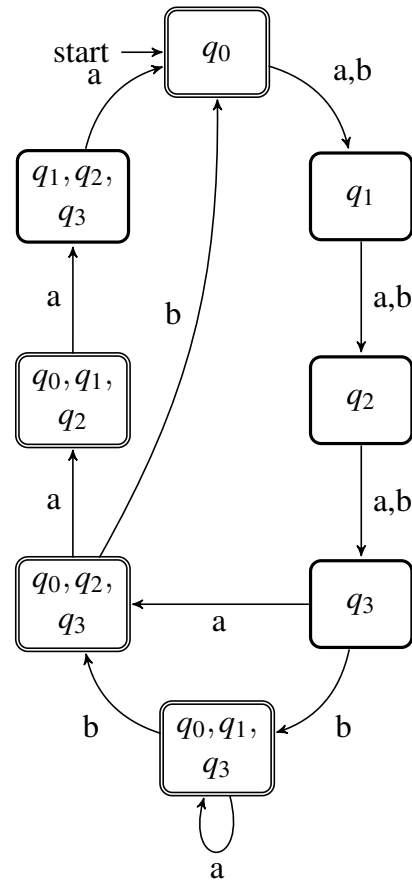 start
q₀
a
a,b
q₁, q₂,
q₃
q₁
a
b
a,b
q₀, q₁,
q₂
q₂
a
a,b
q₀, q₂,
q₃
q₃
a
b
b
q₀, q₁,
q₃
a